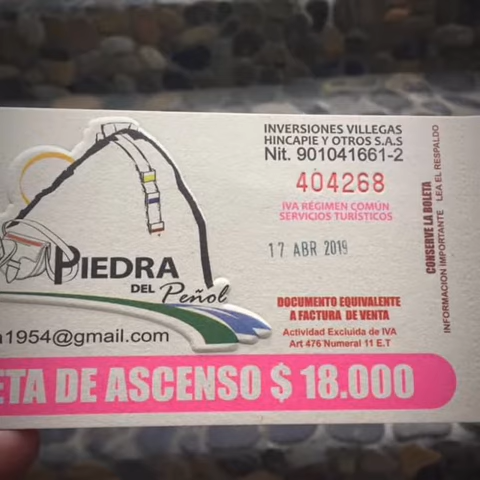 INVERSIONES VILLEGAS
HINCAPIE Y OTROS S.A.S
Nit. 901041661-2
404268
IVA RÉGIMEN COMÚN
SERVICIOS TURÍSTICOS
17 ABR 2019
PIEDRA
DEL Peñol
DOCUMENTO EQUIVALENTE
A FACTURA DE VENTA
Actividad Excluida de IVA
Art 476 Numeral 11 E.T
1954@gmail.com
ETA DE ASCENSO $ 18.000
CONSERVE LA BOLETA
INFORMACION IMPORTANTE LEA EL RESPALDO